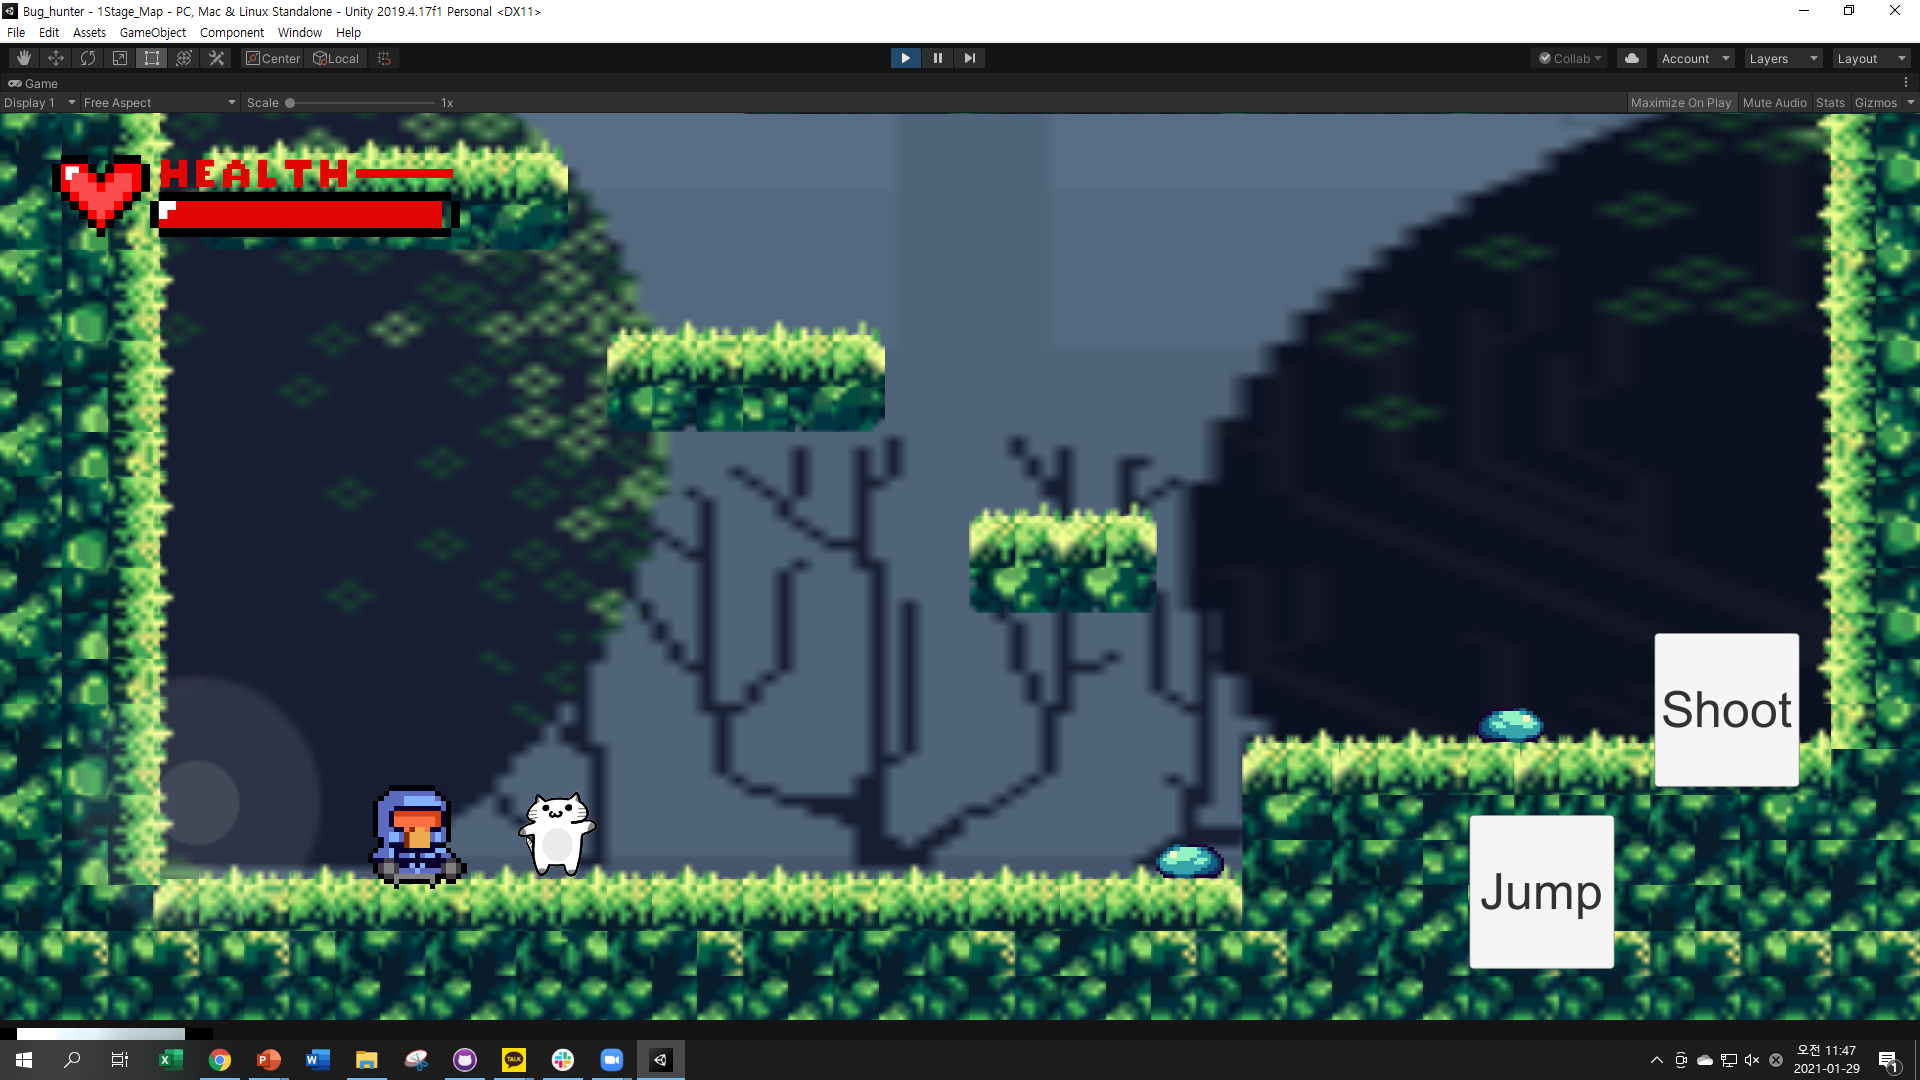 Bug_hunter - 1Stage_Map - PC, Mac & Linux Standalone - Unity 2019.4.17f1 Personal <DX11>
File Edit Assets GameObject Component Window Help
Center Local Collab Account Layers Layout
Game
Display 1 Free Aspect Scale 1x Maximize On Play Mute Audio Stats Gizmos
HEALTH
Shoot
Jump
TALK
오전 11:47
2021-01-29
1